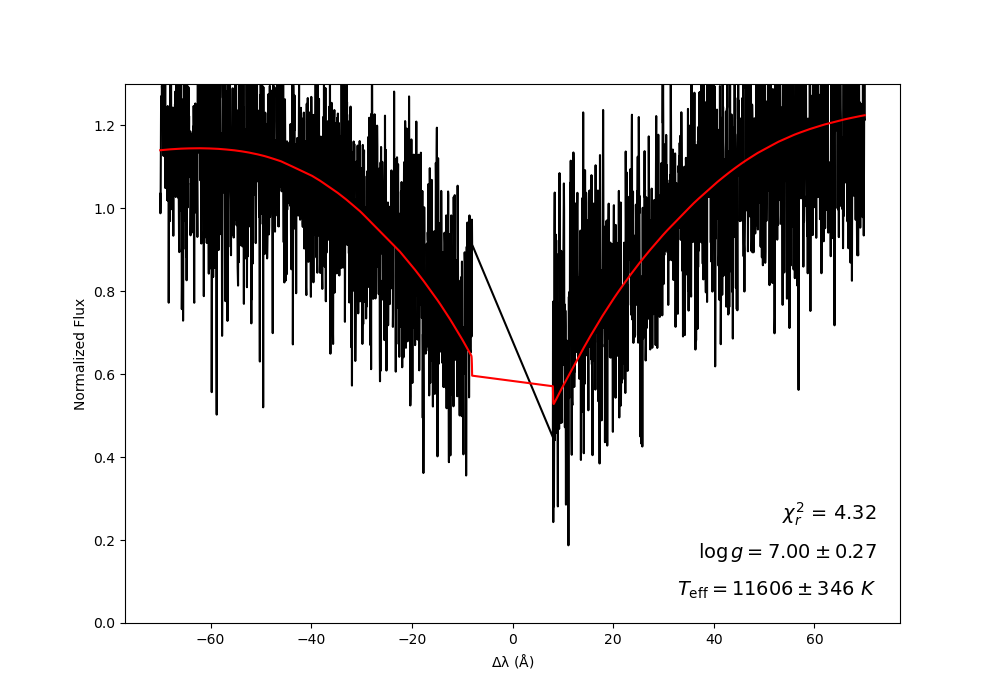 Normalized Flux
1.2
1.0
0.8
0.6
0.4
0.2
0.0
χ²ᵣ = 4.32
log g = 7.00 ± 0.27
T_eff = 11606 ± 346 K
−60 −40 −20 0 20 40 60
Δλ (Å)